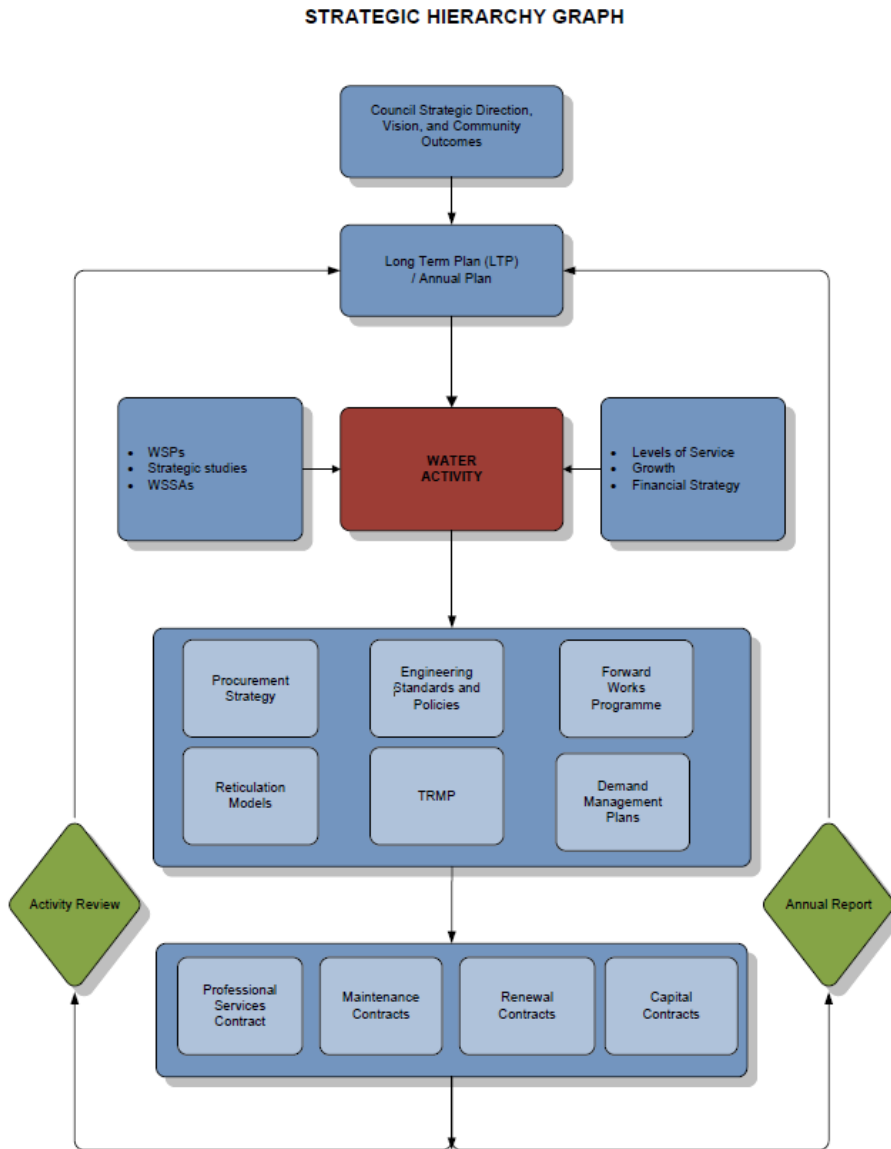 STRATEGIC HIERARCHY GRAPH
Council Strategic Direction,
Vision, and Community
Outcomes
Long Term Plan (LTP)
/ Annual Plan
• WSPs
• Strategic studies
• WSSAs
WATER
ACTIVITY
• Levels of Service
• Growth
• Financial Strategy
Procurement
Strategy
Engineering
Standards and
Policies
Forward
Works
Programme
Reticulation
Models
TRMP
Demand
Management
Plans
Activity Review
Annual Report
Professional
Services
Contract
Maintenance
Contracts
Renewal
Contracts
Capital
Contracts